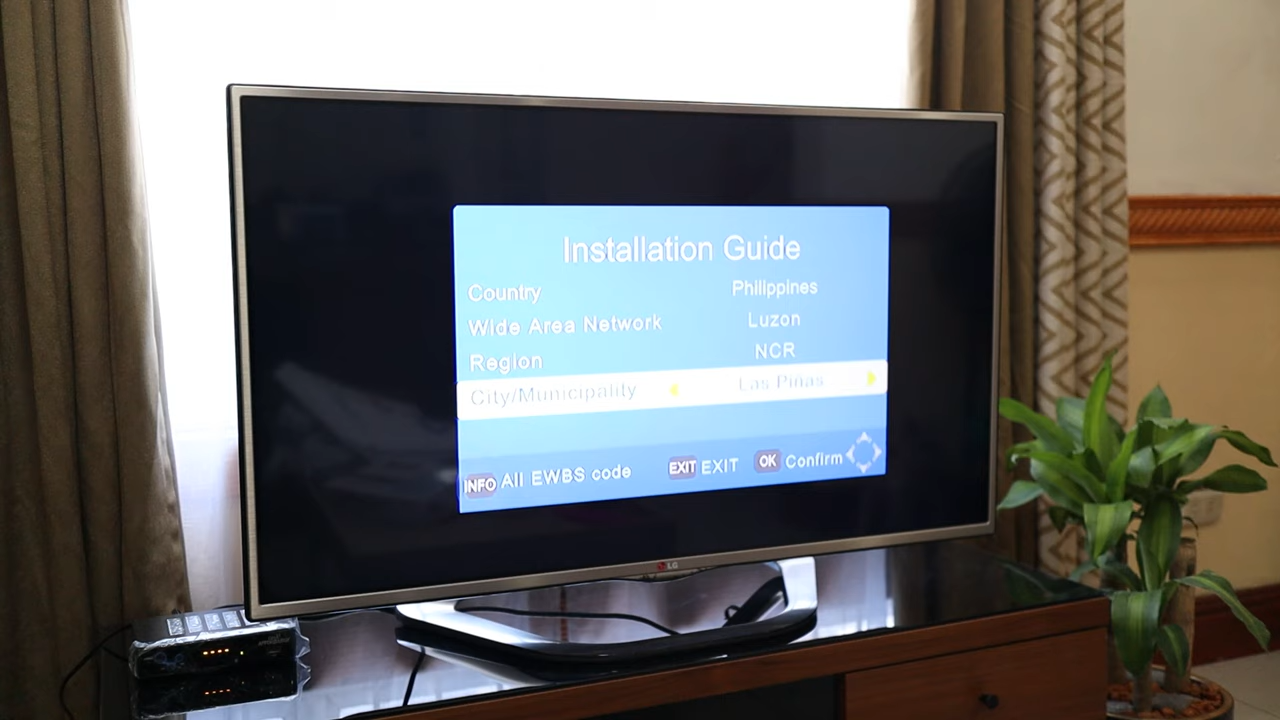 Installation Guide
Country Philippines
Wide Area Network Luzon
Region NCR
City/Municipality Las Piñas
INFO All EWBS code EXIT EXIT OK Confirm
LG